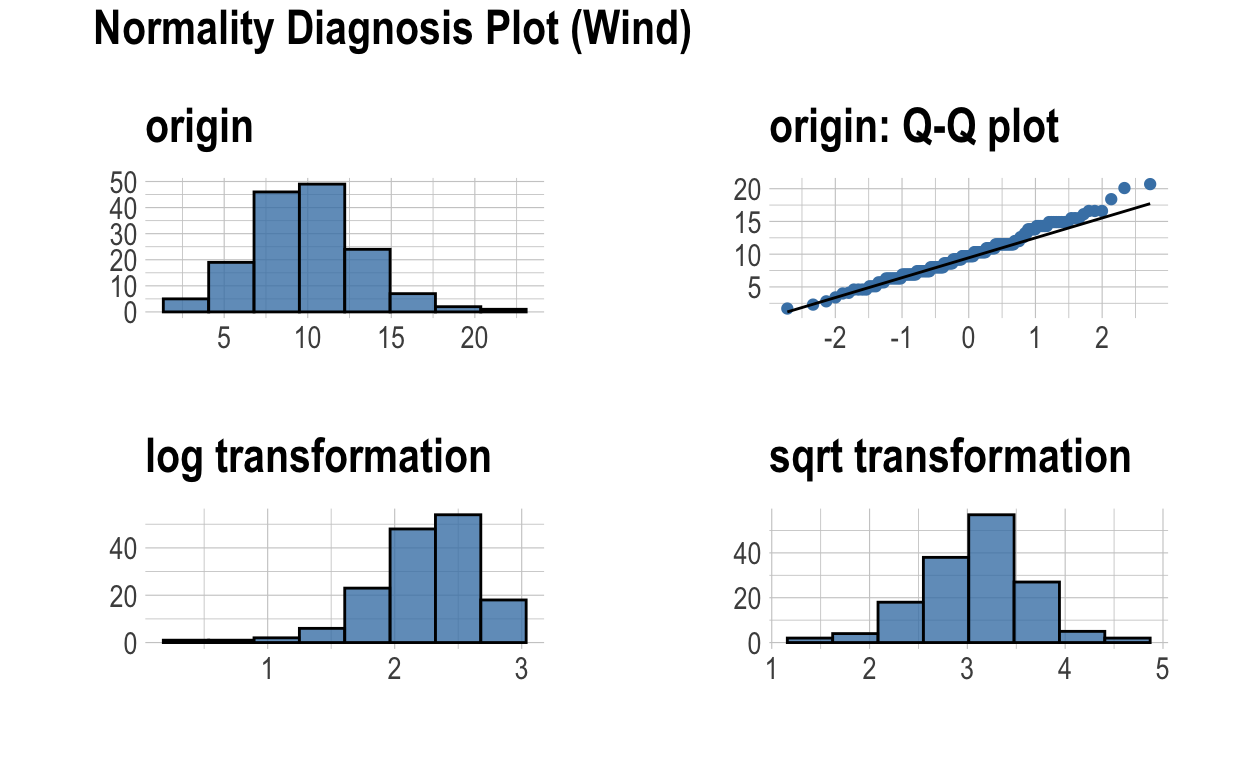 Normality Diagnosis Plot (Wind)
origin
50
40
30
20
10
0
5 10 15 20
origin: Q-Q plot
20
15
10
5
-2 -1 0 1 2
log transformation
40
20
0
1 2 3
sqrt transformation
40
20
0
1 2 3 4 5